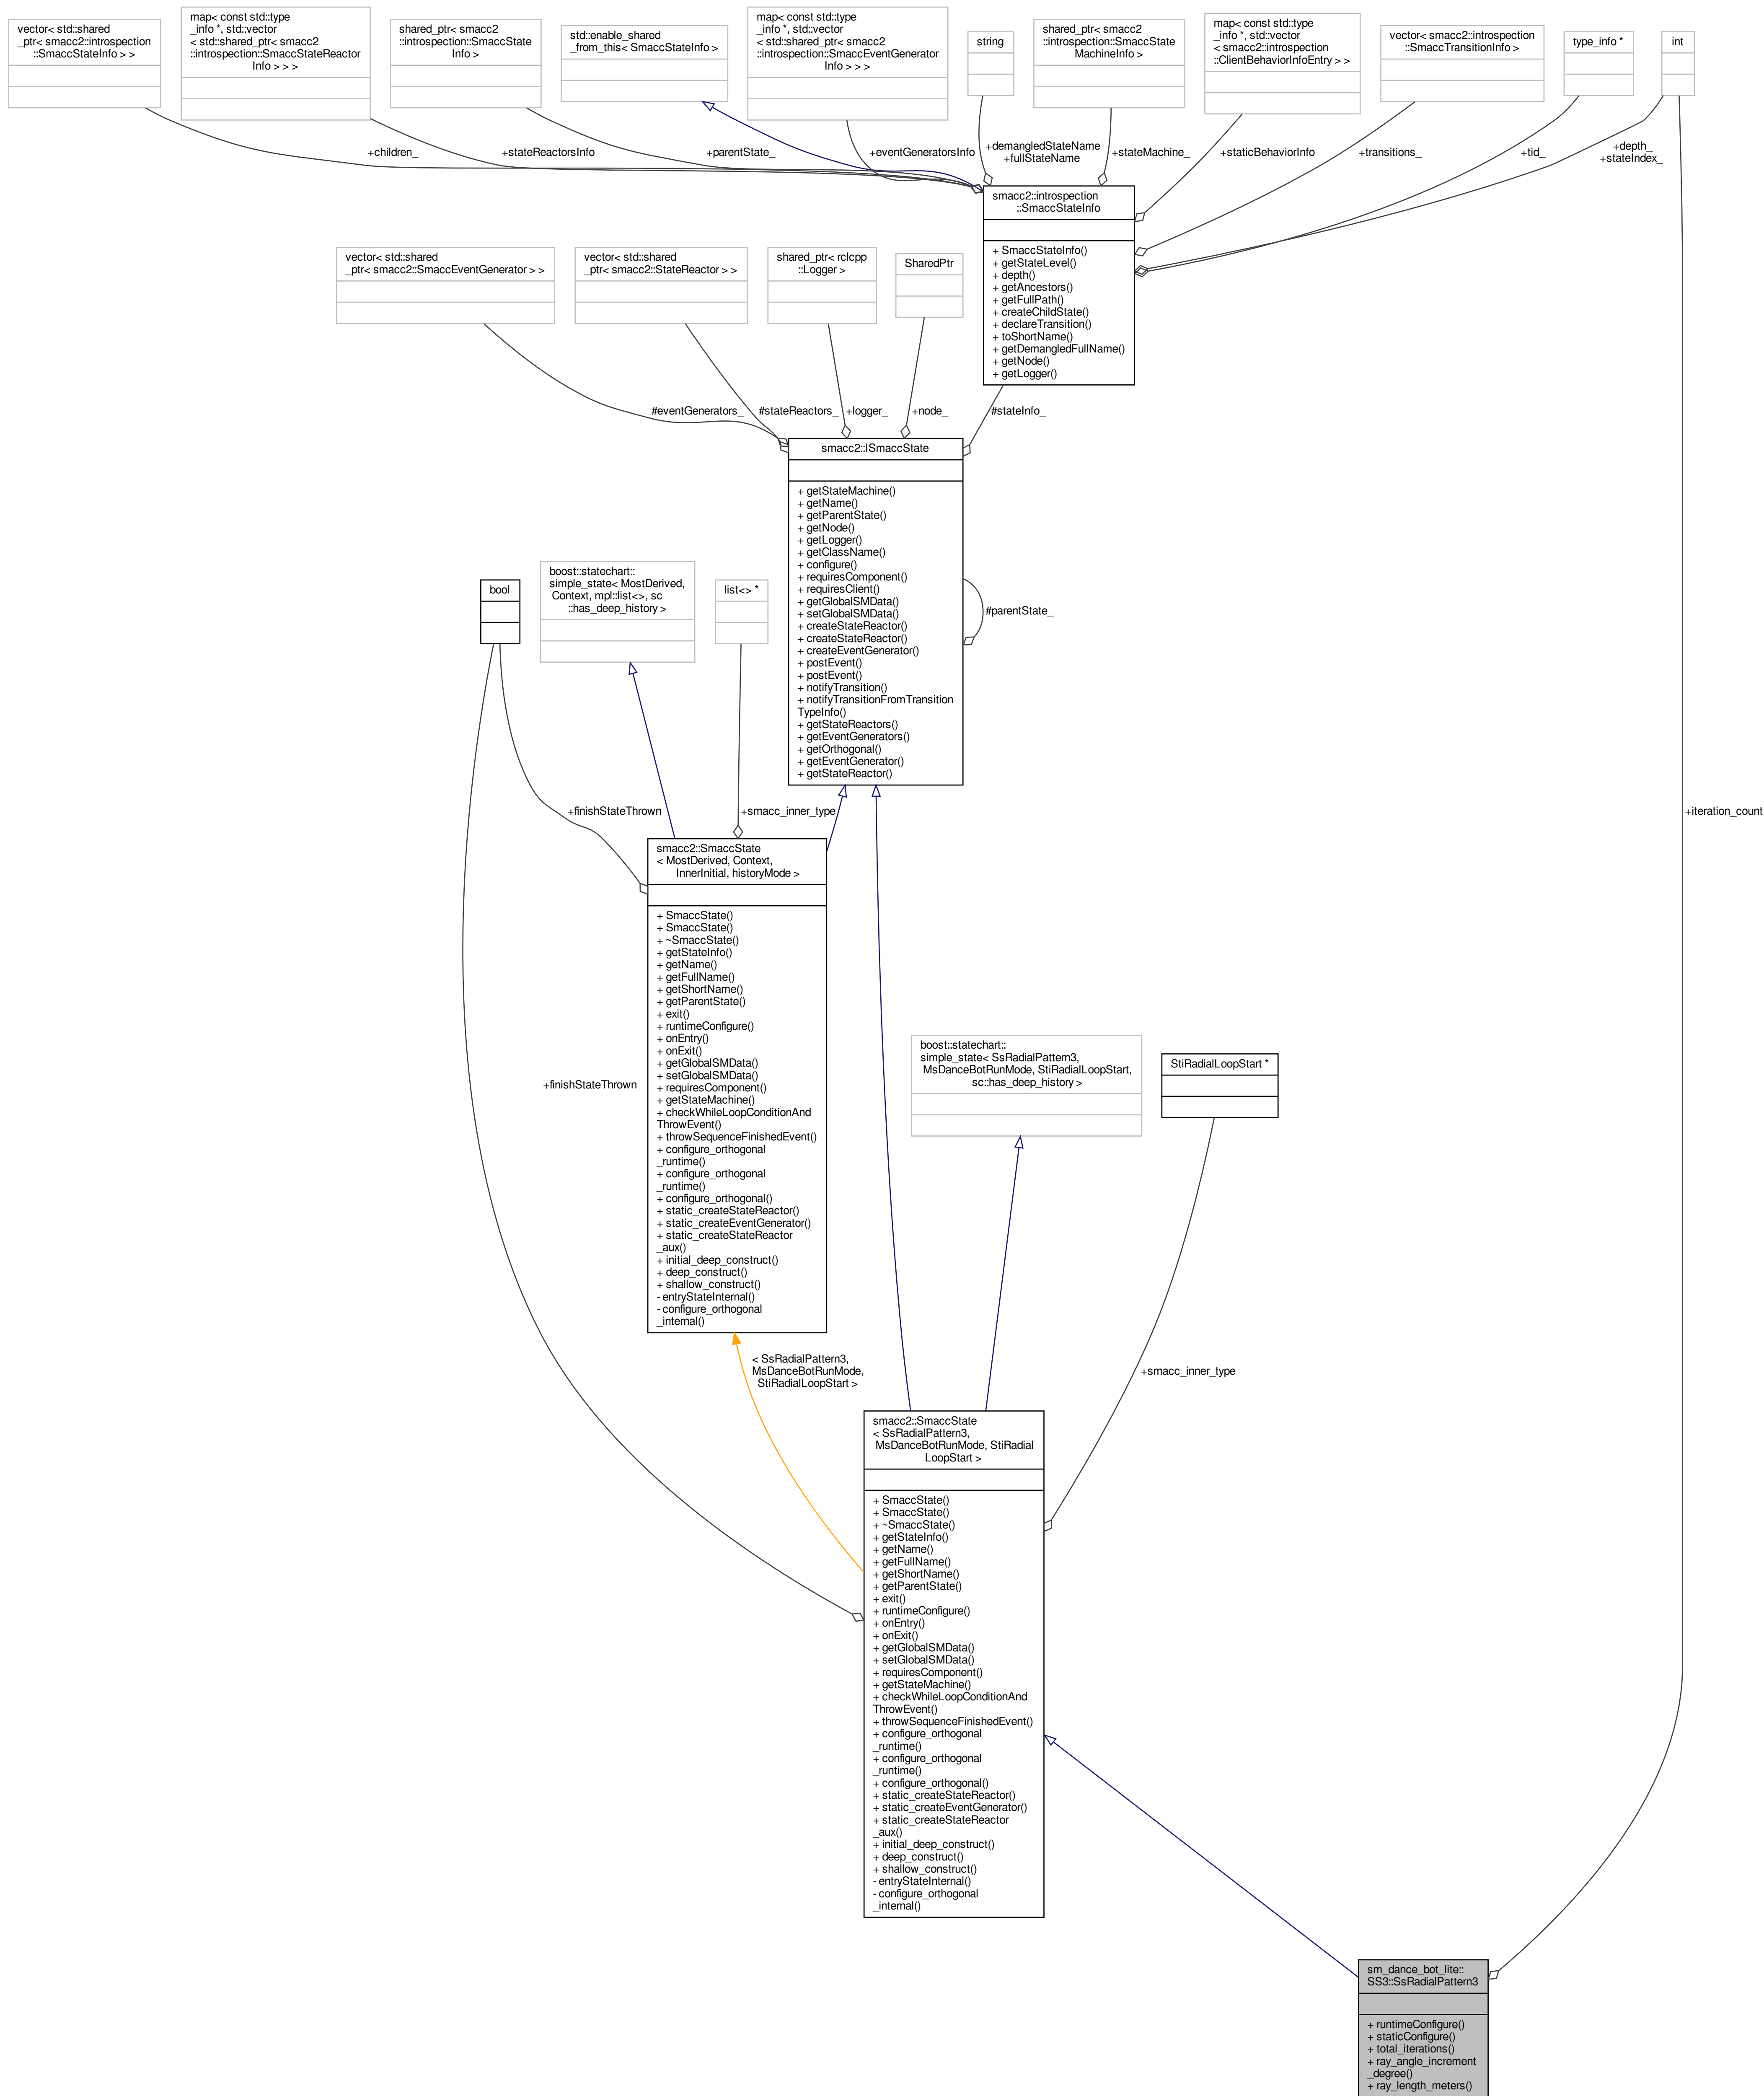 vector< std::shared
_ptr< smacc2::introspection
::SmaccStateInfo > >
map< const std::type
_info *, std::vector
< std::shared_ptr< smacc2
::introspection::SmaccStateReactor
Info > > >
shared_ptr< smacc2
::introspection::SmaccState
Info >
std::enable_shared
_from_this< SmaccStateInfo >
map< const std::type
_info *, std::vector
< std::shared_ptr< smacc2
::introspection::SmaccEventGenerator
Info > > >
string
shared_ptr< smacc2
::introspection::SmaccState
MachineInfo >
map< const std::type
_info *, std::vector
< smacc2::introspection
::ClientBehaviorInfoEntry > >
vector< smacc2::introspection
::SmaccTransitionInfo >
type_info *
int
+children_
+stateReactorsInfo
+parentState_
+eventGeneratorsInfo
+demangledStateName
+fullStateName
+stateMachine_
+staticBehaviorInfo
+transitions_
+tid_
+depth_
+stateIndex_
smacc2::introspection
::SmaccStateInfo
+ SmaccStateInfo()
+ getStateLevel()
+ depth()
+ getAncestors()
+ getFullPath()
+ createChildState()
+ declareTransition()
+ toShortName()
+ getDemangledFullName()
+ getNode()
+ getLogger()
vector< std::shared
_ptr< smacc2::SmaccEventGenerator > >
vector< std::shared
_ptr< smacc2::StateReactor > >
shared_ptr< rclcpp
::Logger >
SharedPtr
#eventGenerators_
#stateReactors_
+logger_
+node_
#stateInfo_
smacc2::ISmaccState
+ getStateMachine()
+ getName()
+ getParentState()
+ getNode()
+ getLogger()
+ getClassName()
+ configure()
+ requiresComponent()
+ requiresClient()
+ getGlobalSMData()
+ setGlobalSMData()
+ createStateReactor()
+ createStateReactor()
+ createEventGenerator()
+ postEvent()
+ postEvent()
+ notifyTransition()
+ notifyTransitionFromTransition
TypeInfo()
+ getStateReactors()
+ getEventGenerators()
+ getOrthogonal()
+ getEventGenerator()
+ getStateReactor()
#parentState_
bool
boost::statechart::
simple_state< MostDerived,
Context, mpl::list<>, sc
::has_deep_history >
list<> *
+finishStateThrown
+smacc_inner_type
+iteration_count
smacc2::SmaccState
< MostDerived, Context,
InnerInitial, historyMode >
+ SmaccState()
+ SmaccState()
+ ~SmaccState()
+ getStateInfo()
+ getName()
+ getFullName()
+ getShortName()
+ getParentState()
+ exit()
+ runtimeConfigure()
+ onEntry()
+ onExit()
+ getGlobalSMData()
+ setGlobalSMData()
+ requiresComponent()
+ getStateMachine()
+ checkWhileLoopConditionAnd
ThrowEvent()
+ throwSequenceFinishedEvent()
+ configure_orthogonal
_runtime()
+ configure_orthogonal
_runtime()
+ configure_orthogonal()
+ static_createStateReactor()
+ static_createEventGenerator()
+ static_createStateReactor
_aux()
+ initial_deep_construct()
+ deep_construct()
+ shallow_construct()
- entryStateInternal()
- configure_orthogonal
_internal()
+finishStateThrown
boost::statechart::
simple_state< SsRadialPattern3,
MsDanceBotRunMode, StiRadialLoopStart,
sc::has_deep_history >
StiRadialLoopStart *
< SsRadialPattern3,
MsDanceBotRunMode,
StiRadialLoopStart >
+smacc_inner_type
smacc2::SmaccState
< SsRadialPattern3,
MsDanceBotRunMode, StiRadial
LoopStart >
+ SmaccState()
+ SmaccState()
+ ~SmaccState()
+ getStateInfo()
+ getName()
+ getFullName()
+ getShortName()
+ getParentState()
+ exit()
+ runtimeConfigure()
+ onEntry()
+ onExit()
+ getGlobalSMData()
+ setGlobalSMData()
+ requiresComponent()
+ getStateMachine()
+ checkWhileLoopConditionAnd
ThrowEvent()
+ throwSequenceFinishedEvent()
+ configure_orthogonal
_runtime()
+ configure_orthogonal
_runtime()
+ configure_orthogonal()
+ static_createStateReactor()
+ static_createEventGenerator()
+ static_createStateReactor
_aux()
+ initial_deep_construct()
+ deep_construct()
+ shallow_construct()
- entryStateInternal()
- configure_orthogonal
_internal()
sm_dance_bot_lite::
SS3::SsRadialPattern3
+ runtimeConfigure()
+ staticConfigure()
+ total_iterations()
+ ray_angle_increment
_degree()
+ ray_length_meters()